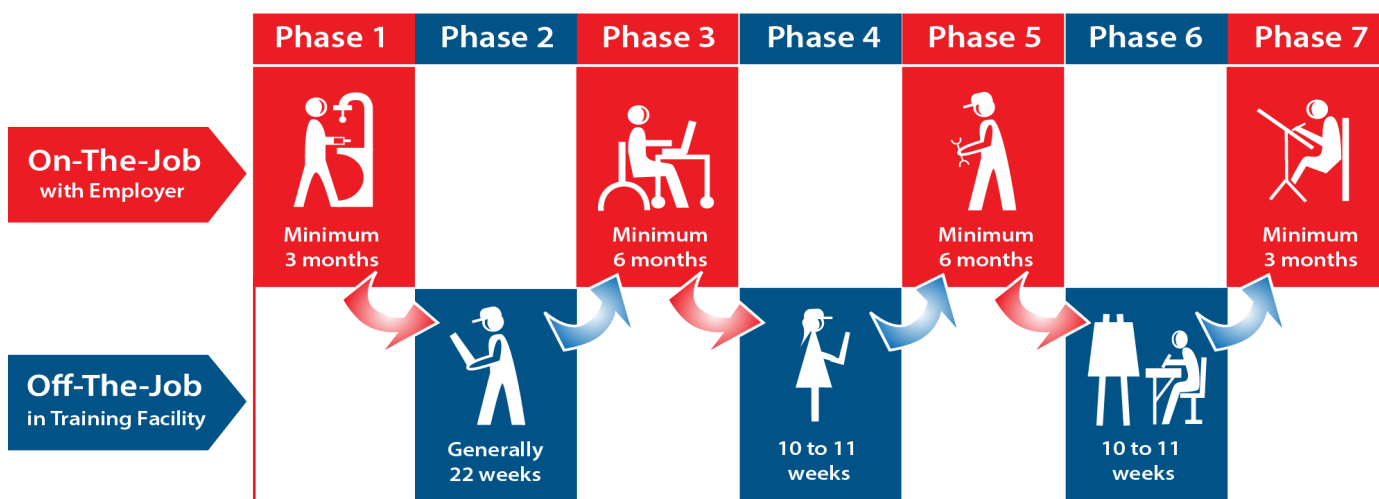 Phase 1
Phase 2
Phase 3
Phase 4
Phase 5
Phase 6
Phase 7
On-The-Job
with Employer
Minimum
3 months
Minimum
6 months
Minimum
6 months
Minimum
3 months
Off-The-Job
in Training Facility
Generally
22 weeks
10 to 11
weeks
10 to 11
weeks